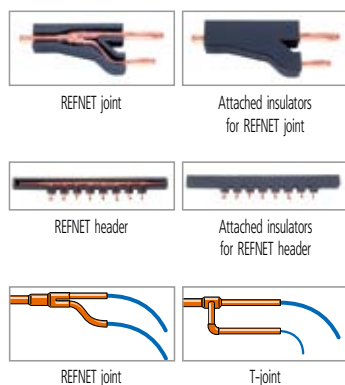 REFNET joint
Attached insulators
for REFNET joint
REFNET header
Attached insulators
for REFNET header
REFNET joint
T-joint